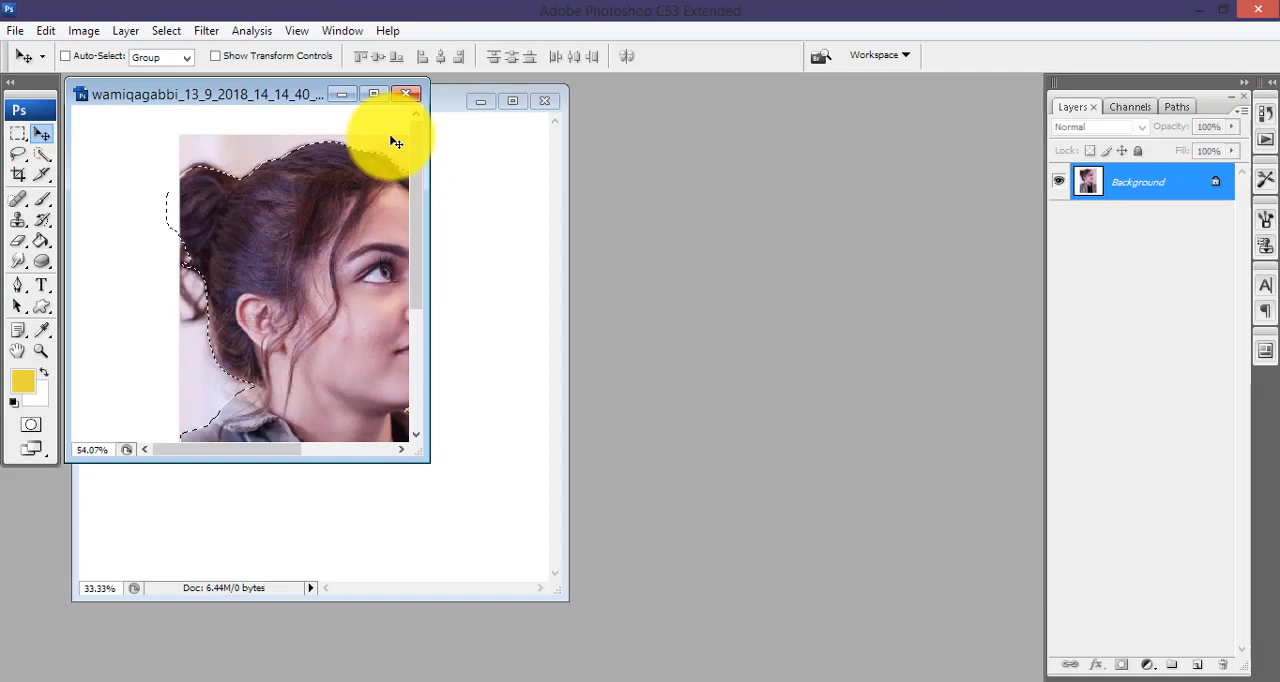 Ps Adobe Photoshop CS3 Extended
File Edit Image Layer Select Filter Analysis View Window Help
Auto-Select: Group Show Transform Controls Workspace
wamiqagabbi_13_9_2018_14_14_40_...
Ps
Layers x Channels Paths
Normal Opacity: 100%
Lock: Fill: 100%
Background
54.07%
33.33% Doc: 6.44M/0 bytes